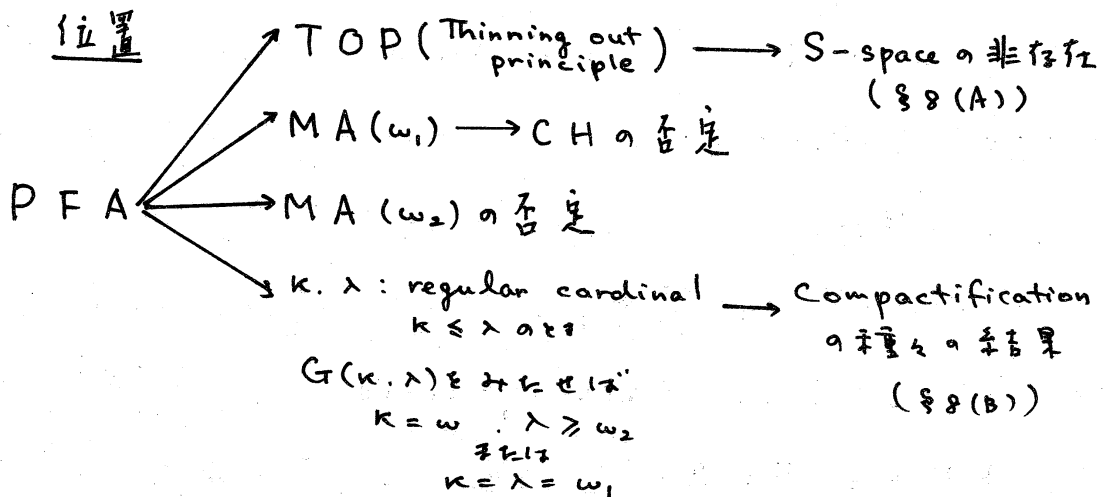 位置
TOP (Thinning out principle) → S-space の非存在
(§8(A))
MA(ω₁) → CH の否定
PFA
MA(ω₂) の否定
κ, λ : regular cardinal → Compactification
κ ≤ λ のとき
の種々の結果
G(κ, λ) をみたせば
(§8(B))
κ = ω, λ ≥ ω₂
または
κ = λ = ω₁